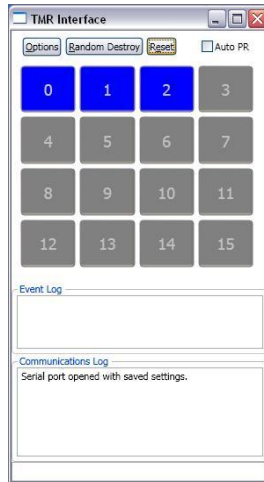 TMR Interface
Options Random Destroy Reset Auto PR
0 1 2 3
4 5 6 7
8 9 10 11
12 13 14 15
Event Log
Communications Log
Serial port opened with saved settings.